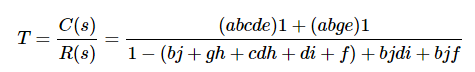 T = C(s)/R(s) = ((abcde)1 + (abge)1)/(1 − (bj + gh + cdh + di + f) + bjdi + bjf)